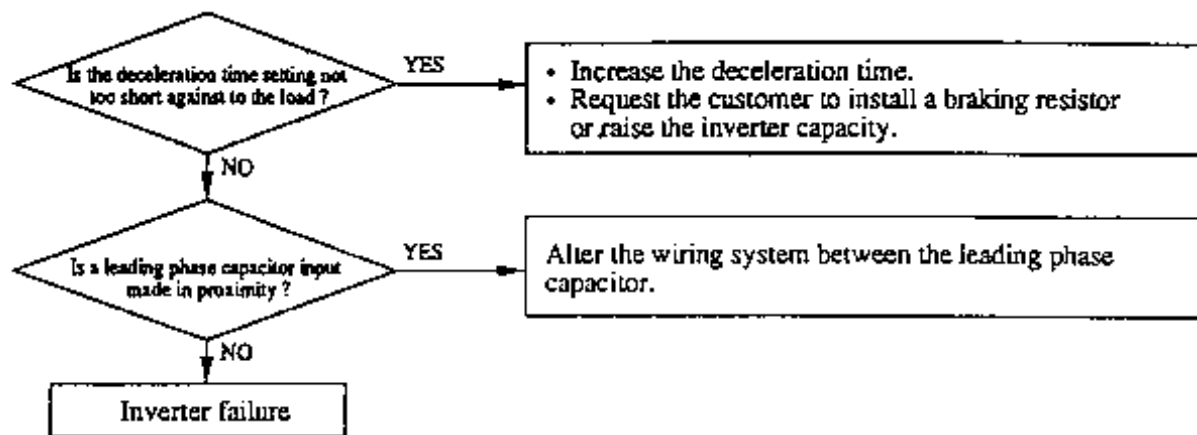 Is the deceleration time setting not
too short against to the load ?
YES
• Increase the deceleration time.
• Request the customer to install a braking resistor
or raise the inverter capacity.
NO
Is a leading phase capacitor input
made in proximity ?
YES
Alter the wiring system between the leading phase
capacitor.
NO
Inverter failure